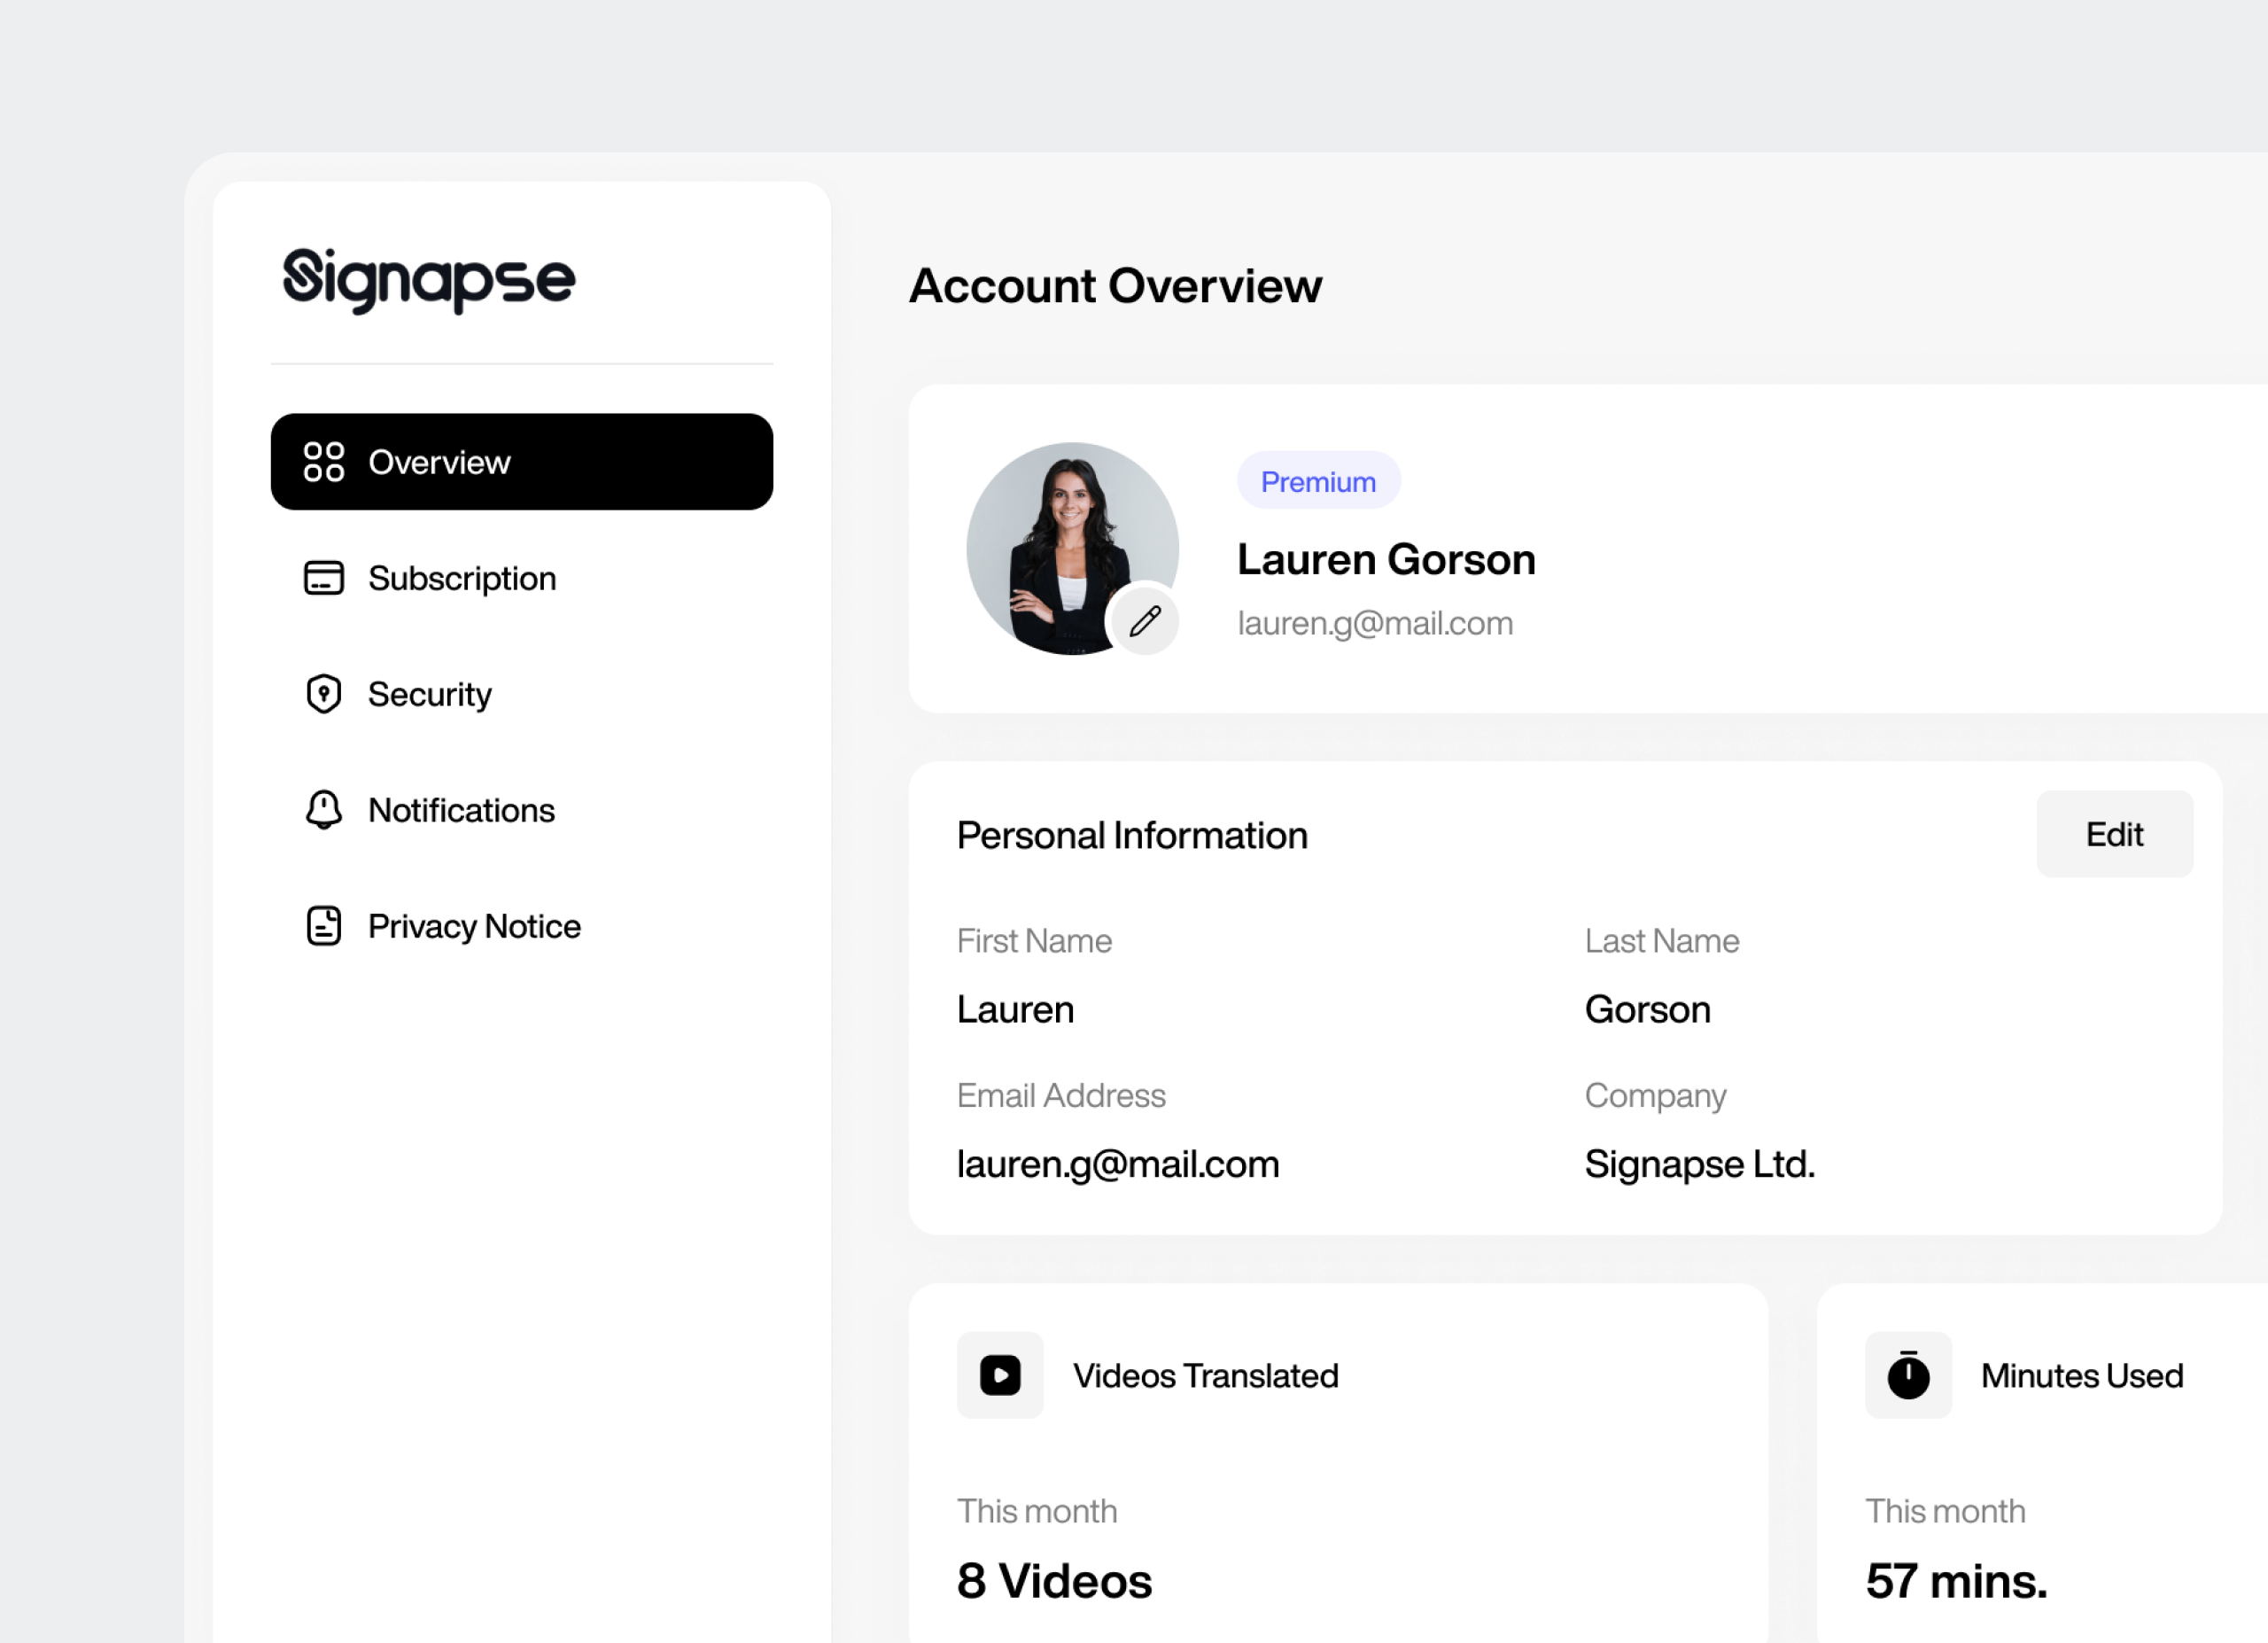 Signapse
Overview
Subscription
Security
Notifications
Privacy Notice
Account Overview
Premium
Lauren Gorson
lauren.g@mail.com
Personal Information
Edit
First Name
Last Name
Lauren
Gorson
Email Address
Company
lauren.g@mail.com
Signapse Ltd.
Videos Translated
This month
8 Videos
Minutes Used
This month
57 mins.